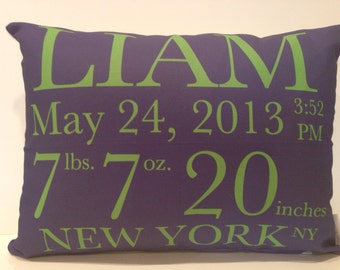 LIAM
May 24, 2013 3:52 PM
7 lbs. 7 oz. 20 inches
NEW YORK NY